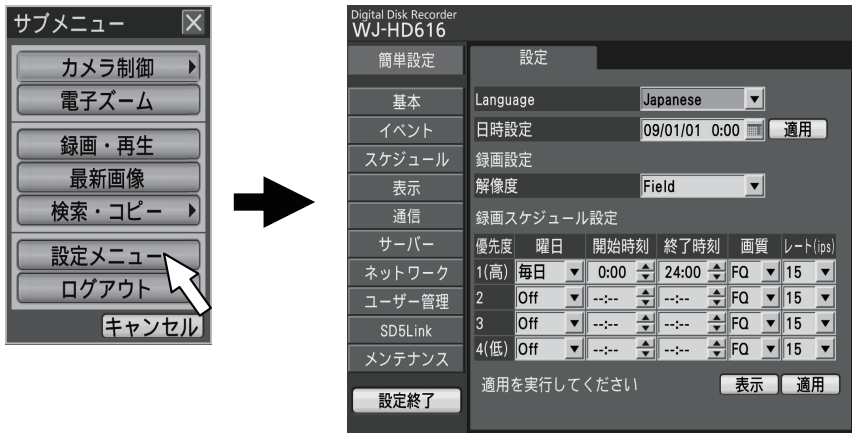 サブメニュー
カメラ制御
電子ズーム
録画・再生
最新画像
検索・コピー
設定メニュー
ログアウト
キャンセル
Digital Disk Recorder
WJ-HD616
簡単設定
基本
イベント
スケジュール
表示
通信
サーバー
ネットワーク
ユーザー管理
SD5Link
メンテナンス
設定終了
設定
Language Japanese
日時設定 09/01/01 0:00 適用
録画設定
解像度 Field
録画スケジュール設定
優先度 曜日 開始時刻 終了時刻 画質 レート(ips)
1(高) 毎日 0:00 24:00 FQ 15
2 Off --:-- --:-- FQ 15
3 Off --:-- --:-- FQ 15
4(低) Off --:-- --:-- FQ 15
適用を実行してください 表示 適用